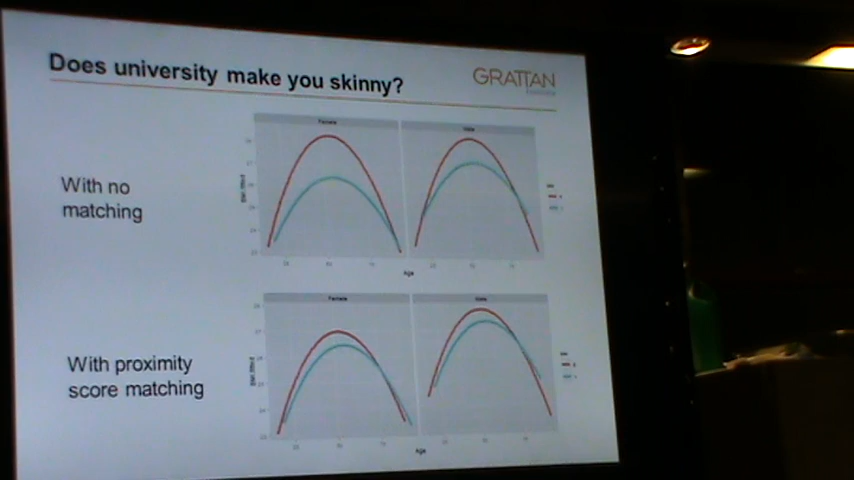 Does university make you skinny?
GRATTAN
With no
matching
Female
Male
Age
With proximity
score matching
Female
Male
Age